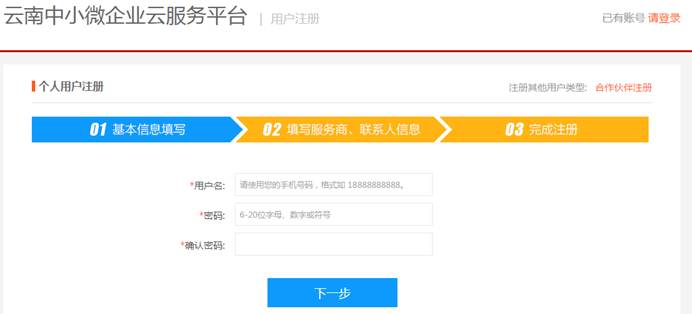 云南中小微企业云服务平台 | 用户注册 已有账号 请登录
个人用户注册 注册其他用户类型: 合作伙伴注册
01 基本信息填写 02 填写服务商、联系人信息 03 完成注册
*用户名: 请使用您的手机号码，格式如 18888888888。
*密码: 6-20位字母、数字或符号
*确认密码:
下一步